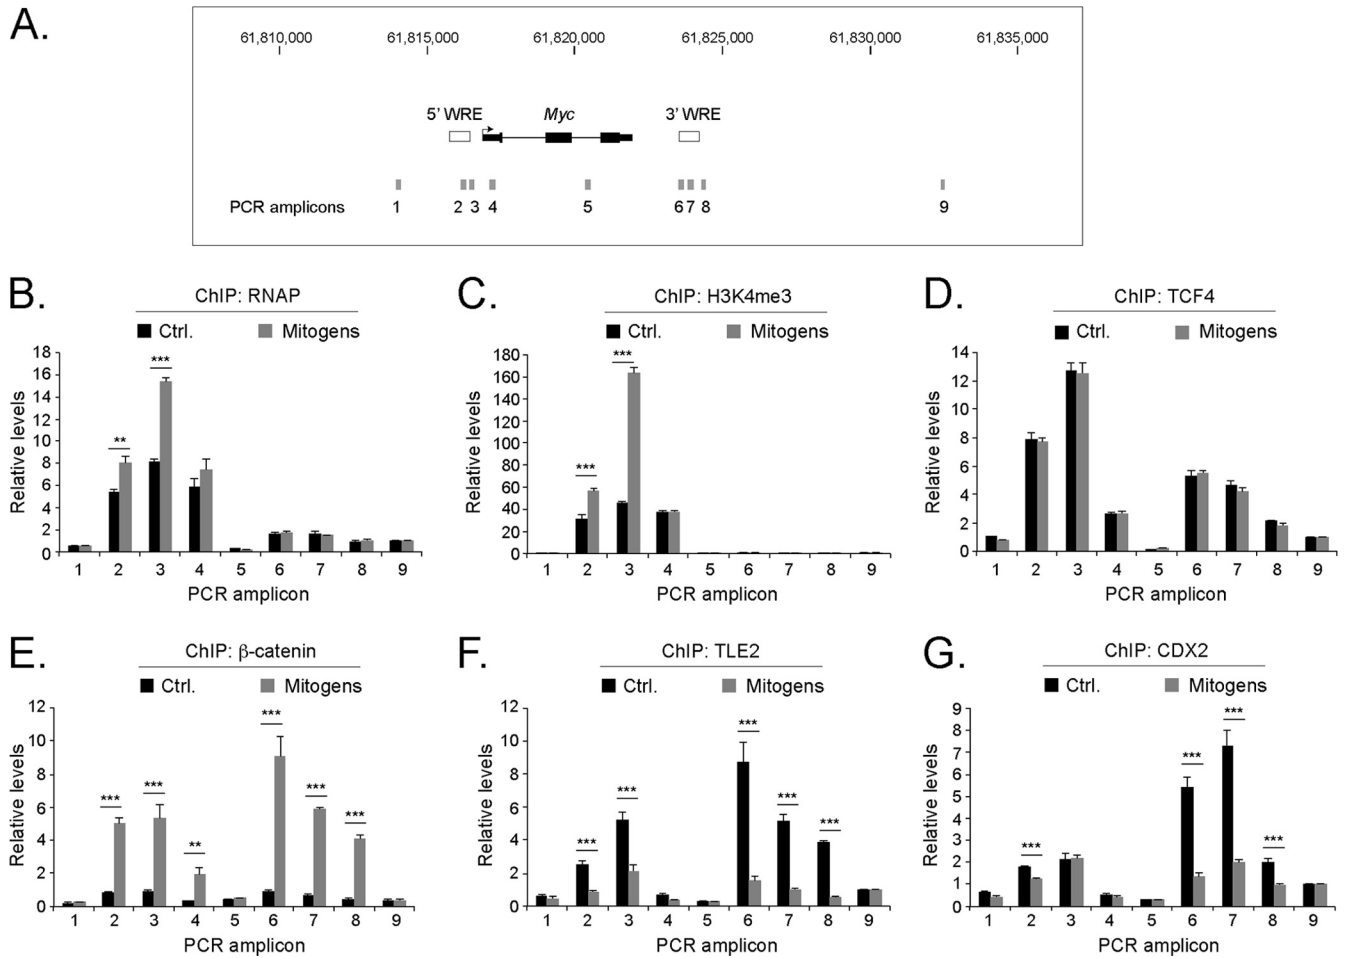 A.
61,810,000 61,815,000 61,820,000 61,825,000 61,830,000 61,835,000
5' WRE Myc 3' WRE
PCR amplicons 1 2 3 4 5 6 7 8 9
B.
ChIP: RNAP
Ctrl. Mitogens
Relative levels
18
16
14
12
10
8
6
4
2
0
** ***
1 2 3 4 5 6 7 8 9
PCR amplicon
C.
ChIP: H3K4me3
Ctrl. Mitogens
Relative levels
180
160
140
120
100
80
60
40
20
0
*** ***
1 2 3 4 5 6 7 8 9
PCR amplicon
D.
ChIP: TCF4
Ctrl. Mitogens
Relative levels
14
12
10
8
6
4
2
0
1 2 3 4 5 6 7 8 9
PCR amplicon
E.
ChIP: β-catenin
Ctrl. Mitogens
Relative levels
12
10
8
6
4
2
0
*** *** ** *** *** ***
1 2 3 4 5 6 7 8 9
PCR amplicon
F.
ChIP: TLE2
Ctrl. Mitogens
Relative levels
12
10
8
6
4
2
0
*** *** *** *** ***
1 2 3 4 5 6 7 8 9
PCR amplicon
G.
ChIP: CDX2
Ctrl. Mitogens
Relative levels
9
8
7
6
5
4
3
2
1
0
*** *** *** ***
1 2 3 4 5 6 7 8 9
PCR amplicon